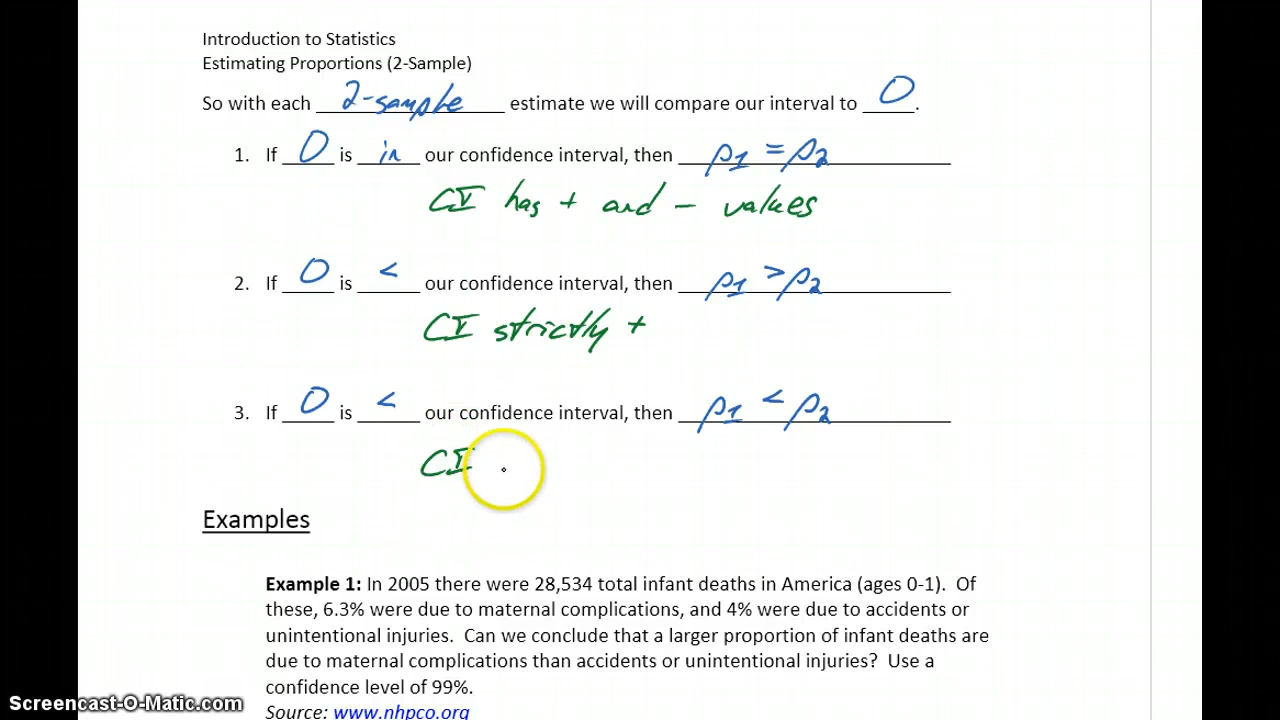 Introduction to Statistics
Estimating Proportions (2-Sample)
So with each 2-sample estimate we will compare our interval to 0.
1. If 0 is in our confidence interval, then p1 = p2
CI has + and - values
2. If 0 is < our confidence interval, then p1 > p2
CI strictly +
3. If 0 is < our confidence interval, then p1 < p2
CI
Examples
Example 1: In 2005 there were 28,534 total infant deaths in America (ages 0-1). Of
these, 6.3% were due to maternal complications, and 4% were due to accidents or
unintentional injuries. Can we conclude that a larger proportion of infant deaths are
due to maternal complications than accidents or unintentional injuries? Use a
confidence level of 99%.
Source: www.nhpco.org
Screencast-O-Matic.com